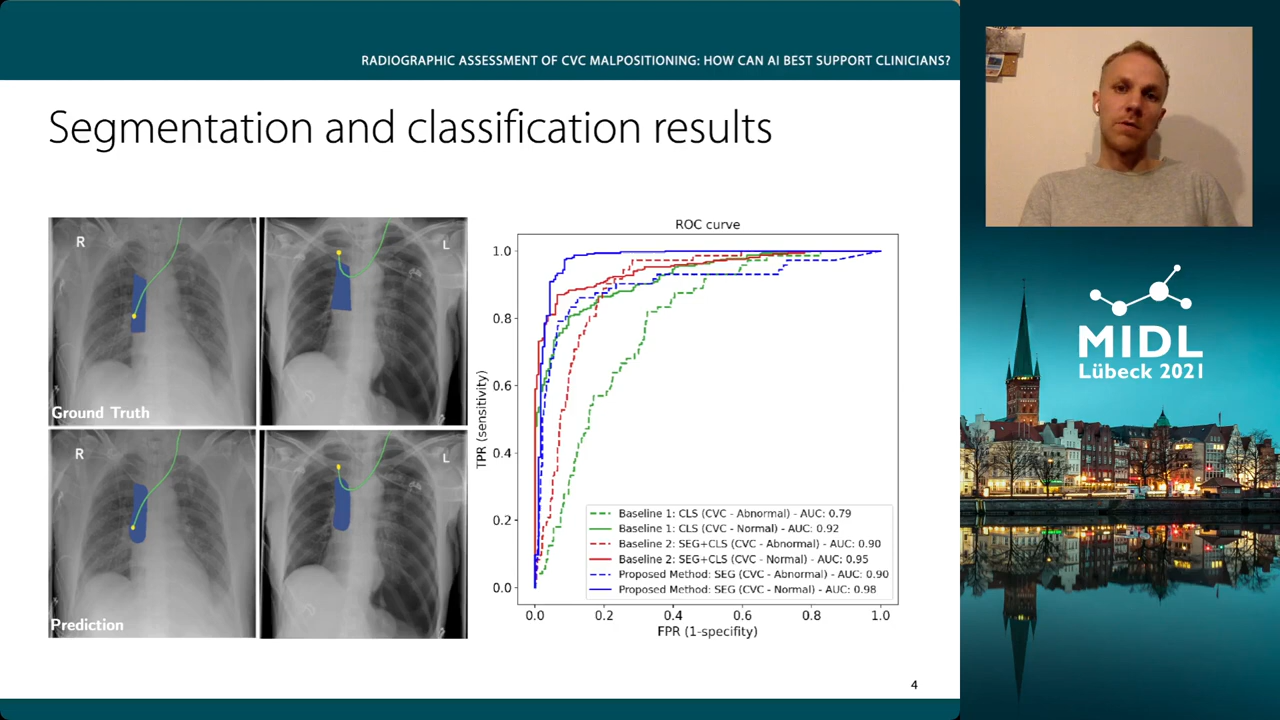 RADIOGRAPHIC ASSESSMENT OF CVC MALPOSITIONING: HOW CAN AI BEST SUPPORT CLINICIANS?
Segmentation and classification results
R
L
Ground Truth
R
L
Prediction
ROC curve
TPR (sensitivity)
1.0
0.8
0.6
0.4
0.2
0.0
Baseline 1: CLS (CVC - Abnormal) - AUC: 0.79
Baseline 1: CLS (CVC - Normal) - AUC: 0.92
Baseline 2: SEG+CLS (CVC - Abnormal) - AUC: 0.90
Baseline 2: SEG+CLS (CVC - Normal) - AUC: 0.95
Proposed Method: SEG (CVC - Abnormal) - AUC: 0.90
Proposed Method: SEG (CVC - Normal) - AUC: 0.98
0.0 0.2 0.4 0.6 0.8 1.0
FPR (1-specifity)
4
MIDL
Lübeck 2021